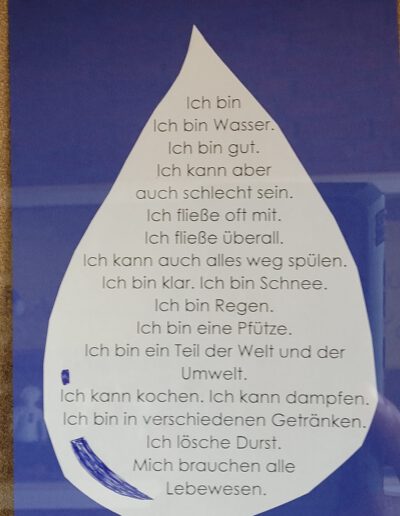 Ich bin
Ich bin Wasser.
Ich bin gut.
Ich kann aber
auch schlecht sein.
Ich fließe oft mit.
Ich fließe überall.
Ich kann auch alles weg spülen.
Ich bin klar. Ich bin Schnee.
Ich bin Regen.
Ich bin eine Pfütze.
Ich bin ein Teil der Welt und der
Umwelt.
Ich kann kochen. Ich kann dampfen.
Ich bin in verschiedenen Getränken.
Ich lösche Durst.
Mich brauchen alle
Lebewesen.